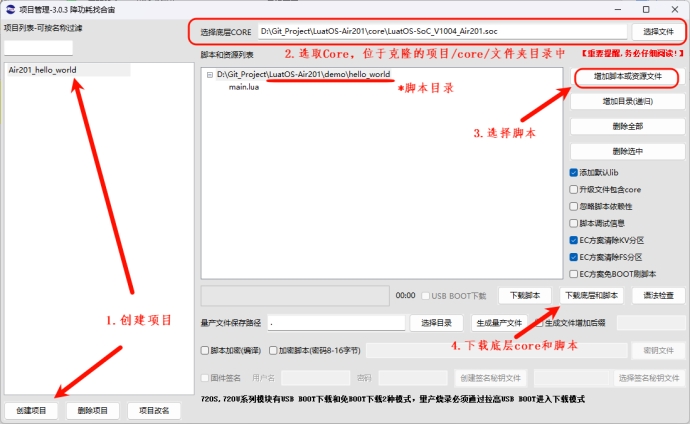 项目管理-3.0.3 降功耗找合宙
项目列表-可按名称过滤
选择底层CORE
D:\Git_Project\LuatOS-Air201\core\LuatOS-SoC_V1004_Air201.soc
选择文件
2.选取Core，位于克隆的项目/core/文件夹目录中
脚本和资源列表
【重要提醒,务必仔细阅读!】
Air201_hello_world
D:\Git_Project\LuatOS-Air201\demo\hello_world
main.lua
*脚本目录
增加脚本或资源文件
增加目录(递归)
3.选择脚本
删除全部
删除选中
添加默认lib
升级文件包含core
忽略脚本依赖性
脚本调试信息
EC方案清除KV分区
EC方案清除FS分区
EC方案免BOOT刷脚本
00:00
USB BOOT下载
下载脚本
下载底层和脚本
语法检查
1.创建项目
量产文件保存路径
.
选择目录
生成量产文件
生成文件增加后缀
4.下载底层core和脚本
脚本加密(编译)
加密脚本(密码8-16字节)
密钥文件
固件签名
用户名
密码
创建签名秘钥文件
选择签名秘钥文件
创建项目
删除项目
项目改名
720S,720U系列模块有USB BOOT下载和免BOOT下载2种模式，量产烧录必须通过拉高USB BOOT进入下载模式